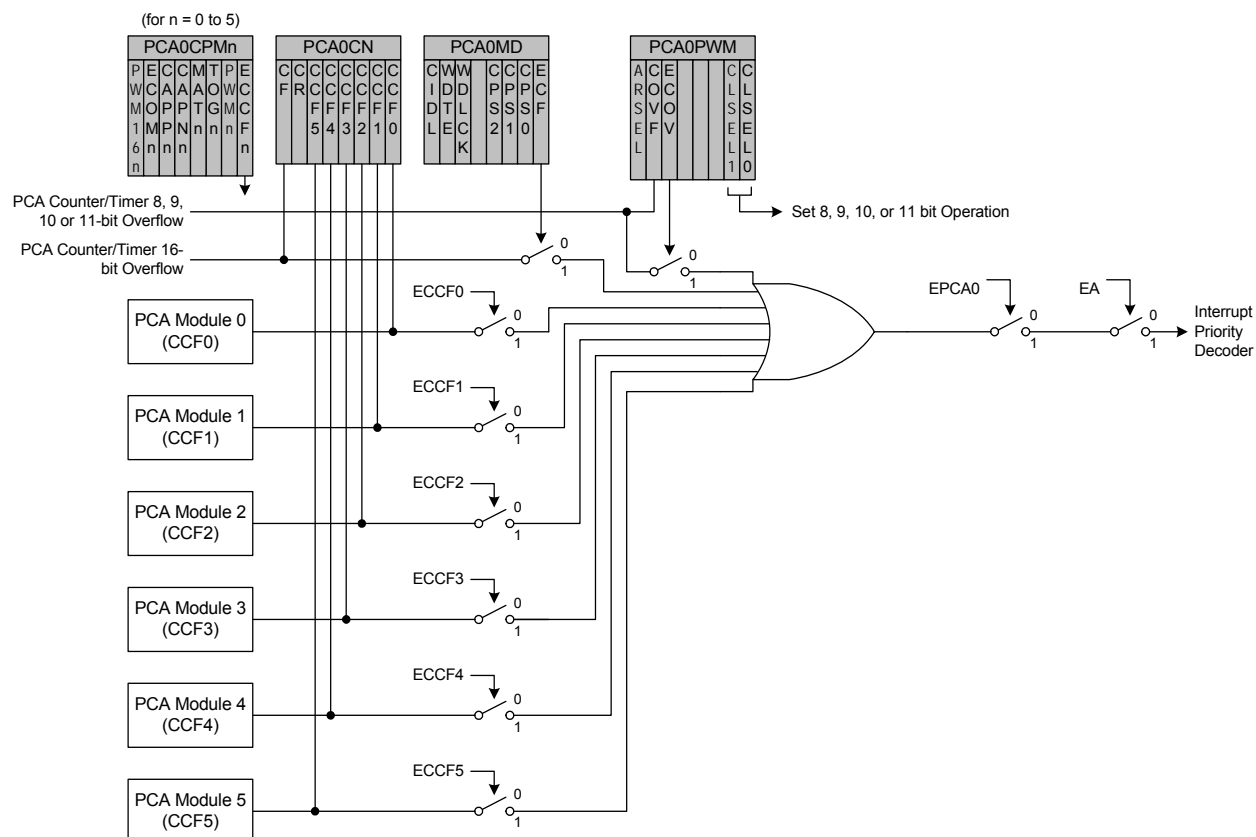 (for n = 0 to 5)
PCA0CPMn
PWM16n
ECOMn
CAPPn
CAPNn
MATn
TOGn
PWMn
ECCFn
PCA0CN
CF
CR
CCF5
CCF4
CCF3
CCF2
CCF1
CCF0
PCA0MD
CIDL
WDTE
WDLCK
CPS2
CPS1
CPS0
ECF
PCA0PWM
ARSEL
COVF
ECOV
CLSEL1
CLSEL0
PCA Counter/Timer 8, 9,
10 or 11-bit Overflow
Set 8, 9, 10, or 11 bit Operation
PCA Counter/Timer 16-
bit Overflow
0
1
0
1
PCA Module 0
(CCF0)
ECCF0
0
1
EPCA0
0
1
EA
0
1
Interrupt
Priority
Decoder
PCA Module 1
(CCF1)
ECCF1
0
1
PCA Module 2
(CCF2)
ECCF2
0
1
PCA Module 3
(CCF3)
ECCF3
0
1
PCA Module 4
(CCF4)
ECCF4
0
1
PCA Module 5
(CCF5)
ECCF5
0
1